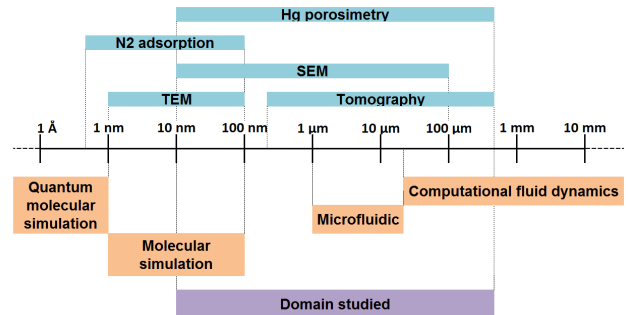 Hg porosimetry
N2 adsorption
SEM
TEM
Tomography
1 Å
1 nm
10 nm
100 nm
1 µm
10 µm
100 µm
1 mm
10 mm
Quantum
molecular
simulation
Computational fluid dynamics
Microfluidic
Molecular
simulation
Domain studied